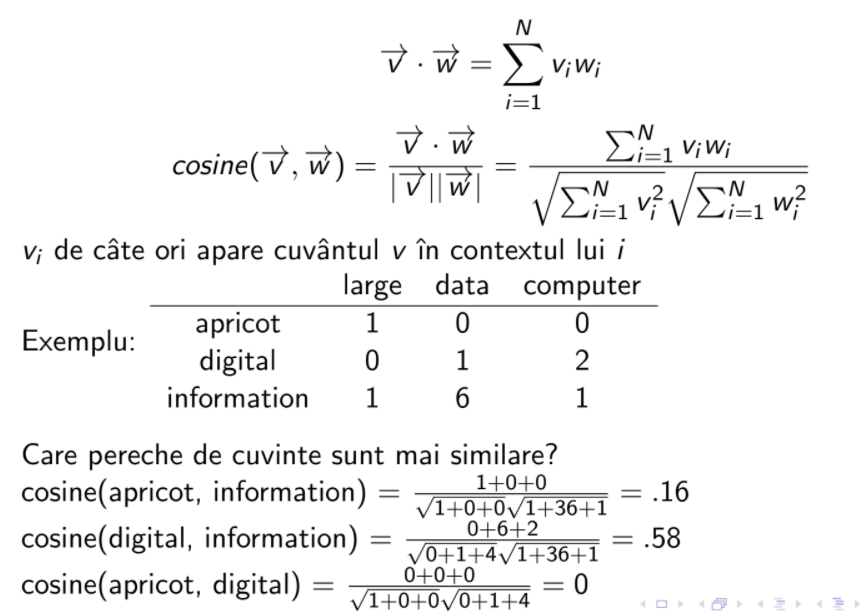 $\overrightarrow{v} \cdot \overrightarrow{w} = \sum_{i=1}^{N} v_i w_i$
$cosine(\overrightarrow{v}, \overrightarrow{w}) = \frac{\overrightarrow{v} \cdot \overrightarrow{w}}{|\overrightarrow{v}||\overrightarrow{w}|} = \frac{\sum_{i=1}^{N} v_i w_i}{\sqrt{\sum_{i=1}^{N} v_i^2}\sqrt{\sum_{i=1}^{N} w_i^2}}$
$v_i$ de câte ori apare cuvântul v în contextul lui i
large data computer
Exemplu:
apricot 1 0 0
digital 0 1 2
information 1 6 1
Care pereche de cuvinte sunt mai similare?
cosine(apricot, information) = $\frac{1+0+0}{\sqrt{1+0+0}\sqrt{1+36+1}}$ = .16
cosine(digital, information) = $\frac{0+6+2}{\sqrt{0+1+4}\sqrt{1+36+1}}$ = .58
cosine(apricot, digital) = $\frac{0+0+0}{\sqrt{1+0+0}\sqrt{0+1+4}}$ = 0